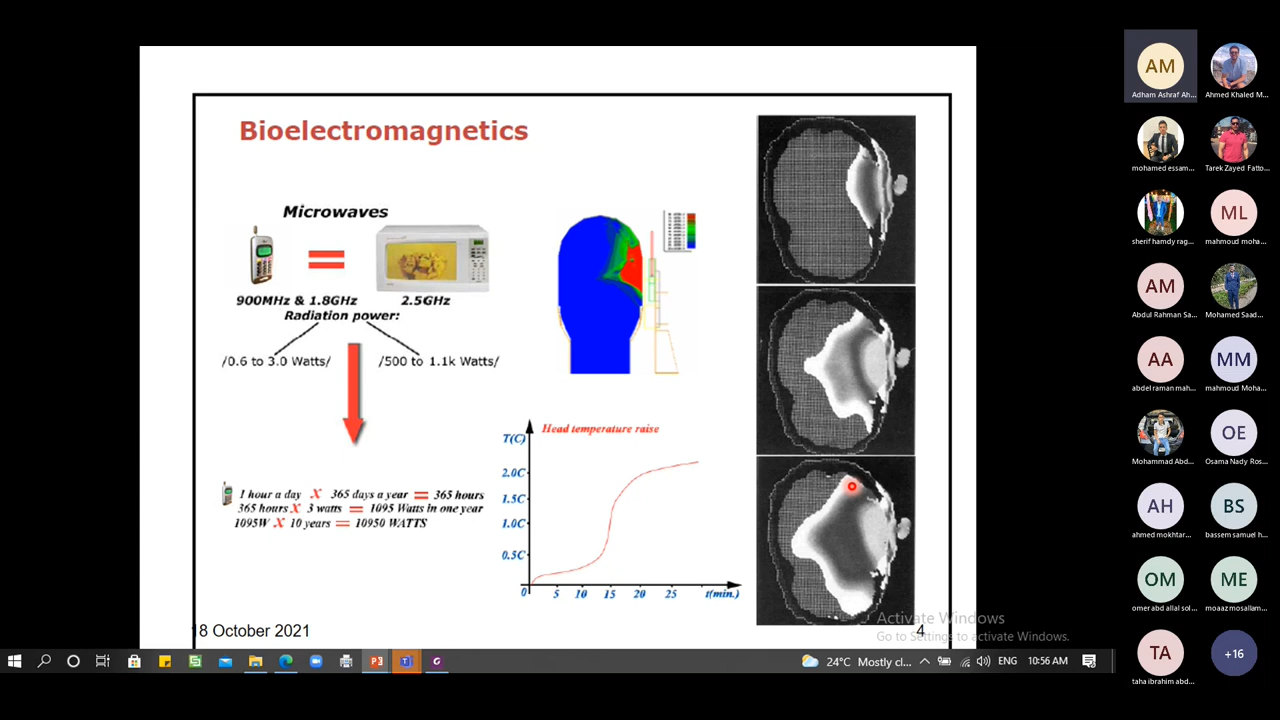 Bioelectromagnetics
Microwaves
900MHz & 1.8GHz
2.5GHz
Radiation power:
/0.6 to 3.0 Watts/
/500 to 1.1k Watts/
1 hour a day X 365 days a year = 365 hours
365 hours X 3 watts = 1095 Watts in one year
1095W X 10 years = 10950 WATTS
Head temperature raise
T(C)
2.0C
1.5C
1.0C
0.5C
0 5 10 15 20 25 t(min.)
18 October 2021
4
Activate Windows
Go to Settings to activate Windows.
24°C Mostly cl...
ENG
10:56 AM
AM
Adham Ashraf Ah...
Ahmed Khaled M...
mohamed essam...
Tarek Zayed Fatto...
sherif hamdy rag...
ML
mahmoud moha...
AM
Abdul Rahman Sa...
Mohamed Saad...
AA
abdel raman mah...
MM
mahmoud Moha...
Mohammad Abd...
OE
Osama Nady Ros...
AH
ahmed mokhtar...
BS
bassem samuel h...
OM
omer abd allal sol...
ME
moaaz mosallam...
TA
taha ibrahim abd...
+16